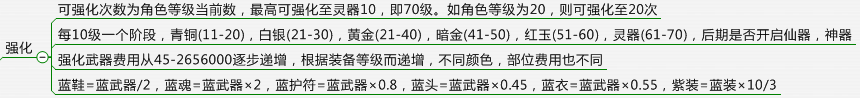 可强化次数为角色等级当前数，最高可强化至灵器10，即70级。如角色等级为20，则可强化至20次
每10级一个阶段，青铜(11-20)，白银(21-30)，黄金(21-40)，暗金(41-50)，红玉(51-60)，灵器(61-70)，后期是否开启仙器，神器
强化
强化武器费用从45-2656000逐步递增，根据装备等级而递增，不同颜色，部位费用也不同
蓝鞋=蓝武器/2，蓝魂=蓝武器×2，蓝护符=蓝武器×0.8，蓝头=蓝武器×0.45，蓝衣=蓝武器×0.55，紫装=蓝装×10/3